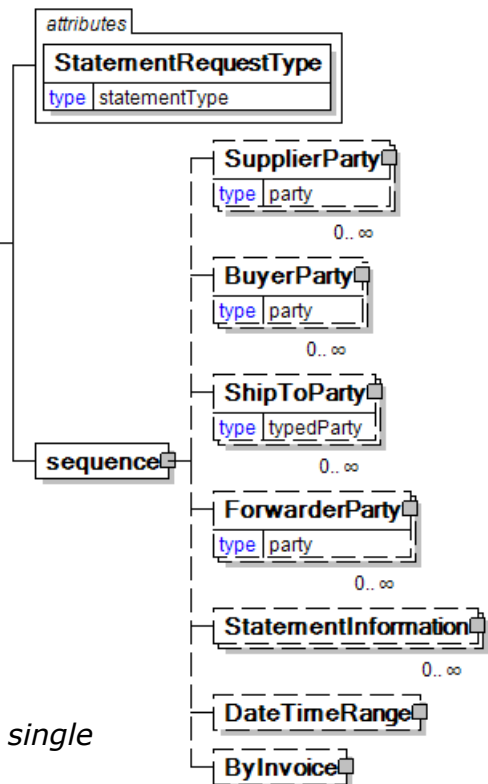 attributes
StatementRequestType
type statementType
SupplierParty
type party
0.. ∞
BuyerParty
type party
0.. ∞
ShipToParty
type typedParty
0.. ∞
sequence
ForwarderParty
type party
0.. ∞
StatementInformation
0.. ∞
DateTimeRange
single
ByInvoice